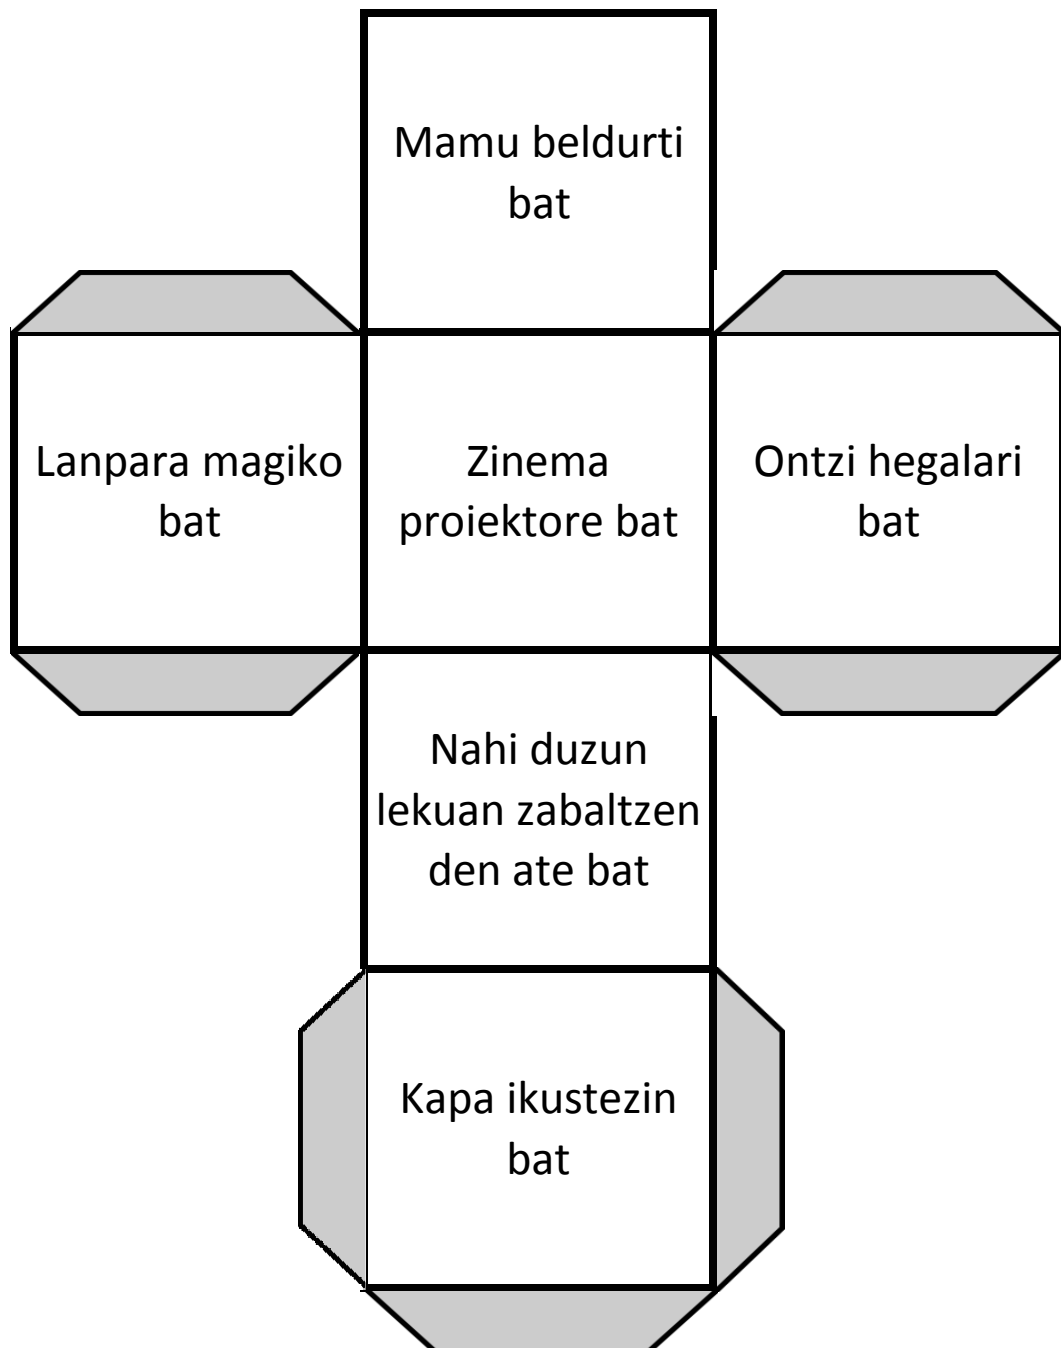 Mamu beldurti
bat
Lanpara magiko
bat
Zinema
proiektore bat
Ontzi hegalari
bat
Nahi duzun
lekuan zabaltzen
den ate bat
Kapa ikustezin
bat